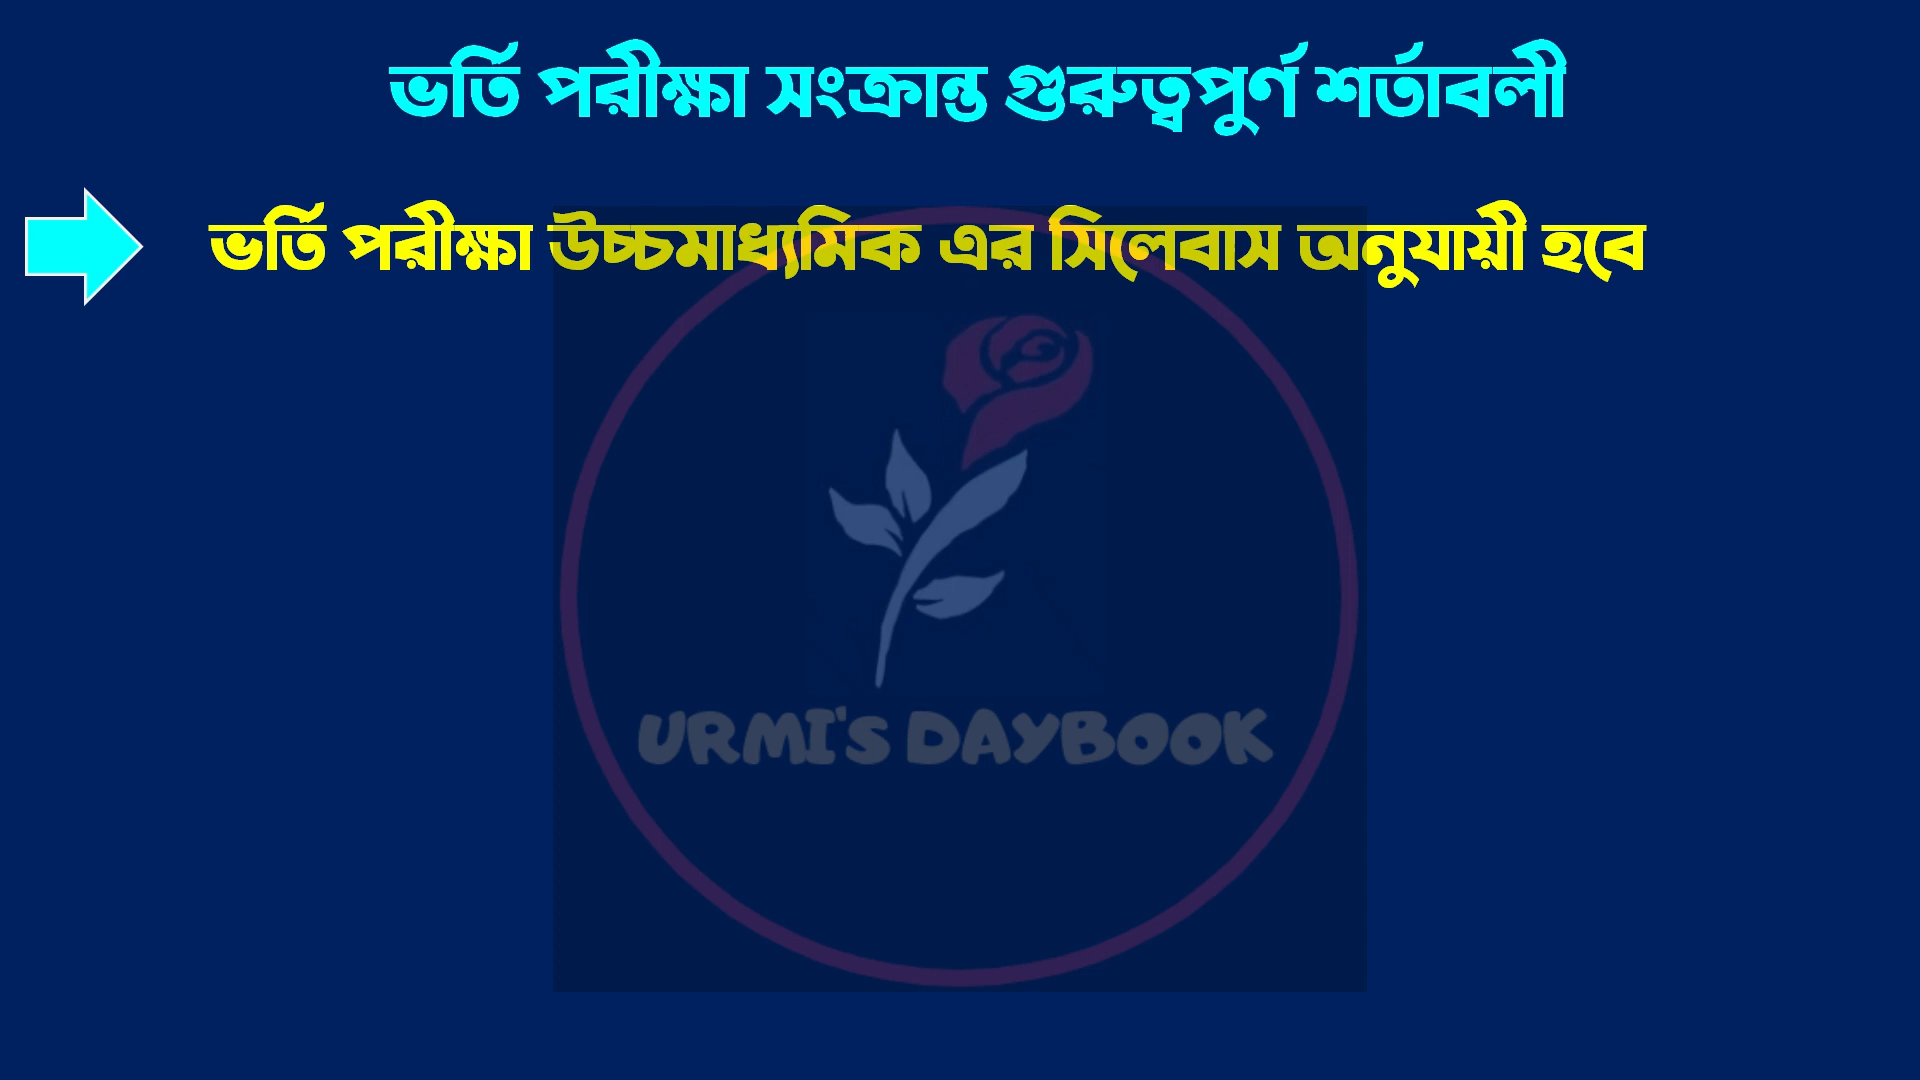 ভর্তি পরীক্ষা সংক্রান্ত গুরুত্বপুর্ণ শর্তাবলী
ভর্তি পরীক্ষা উচ্চমাধ্যমিক এর সিলেবাস অনুযায়ী হবে
URMI'S DAYBOOK